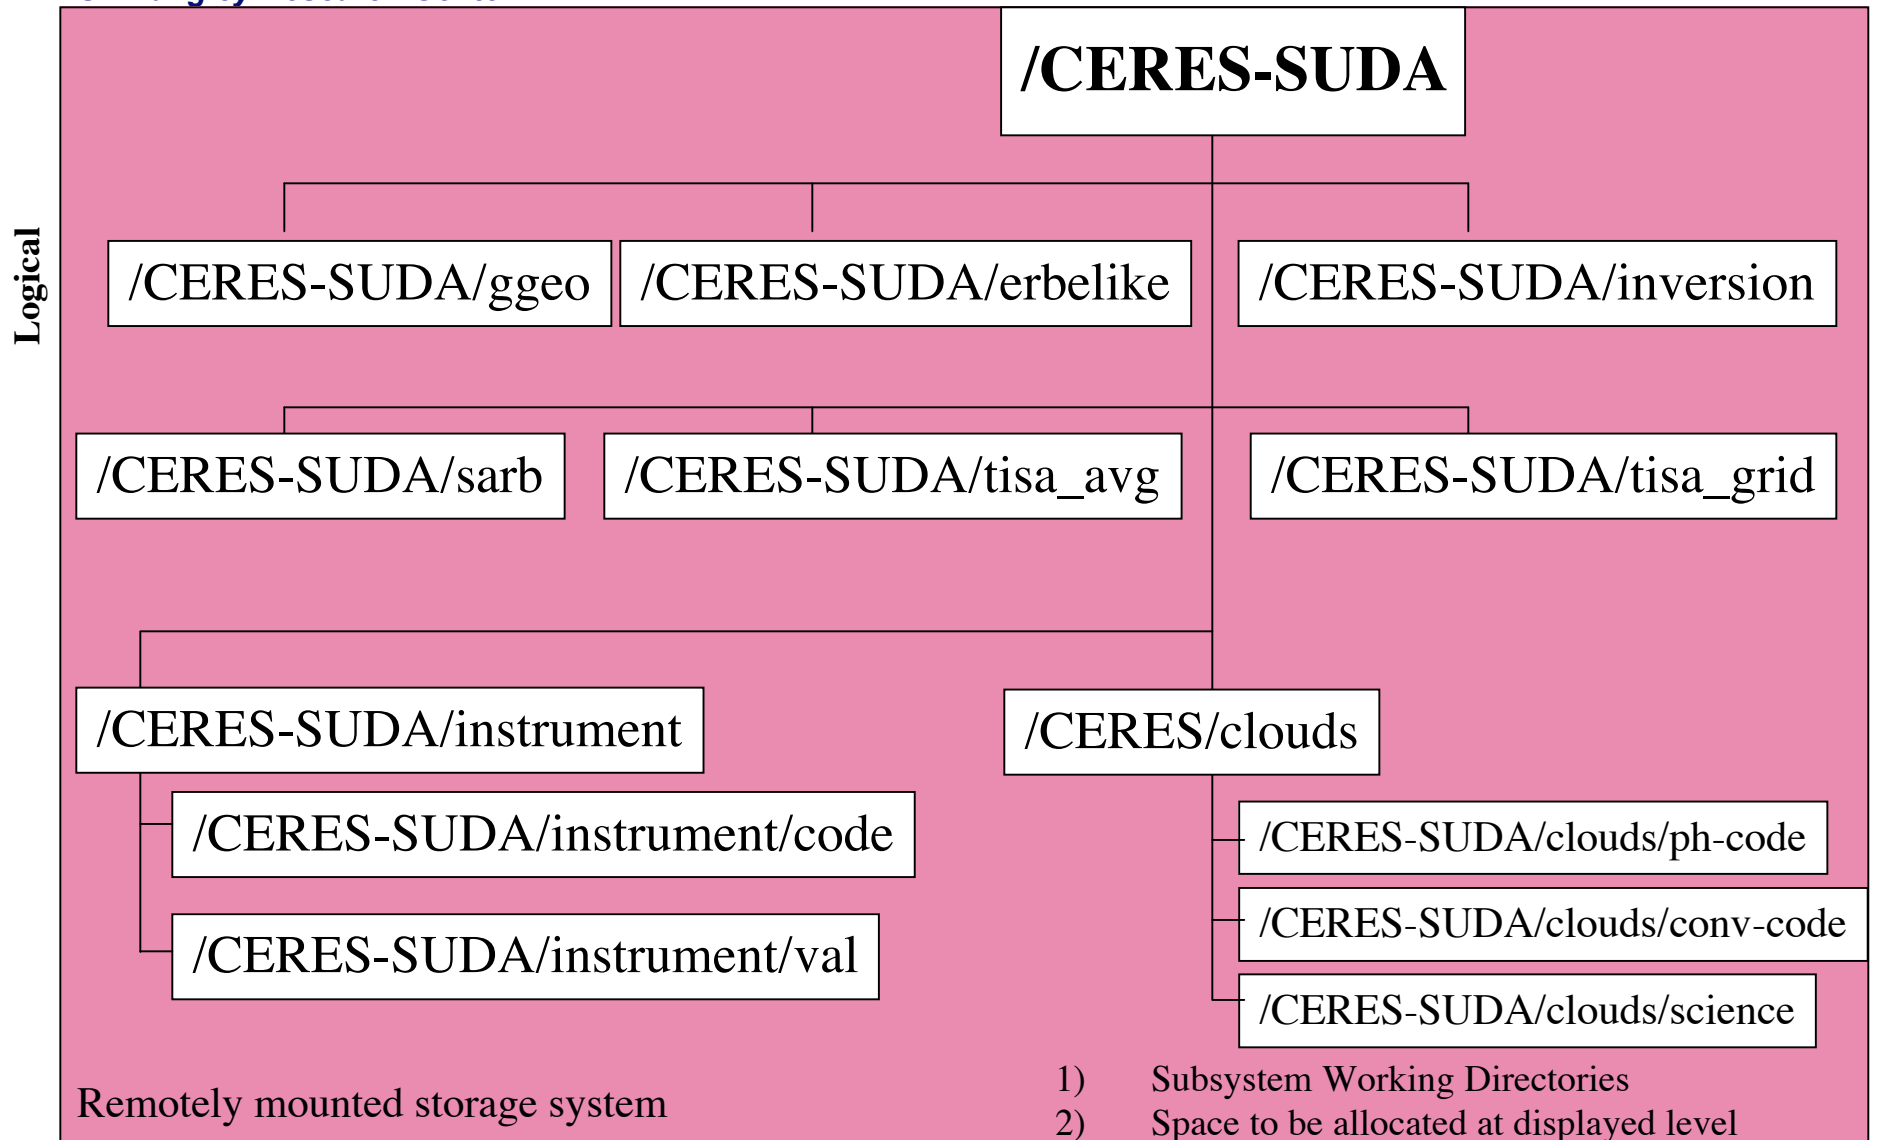 /CERES-SUDA
Logical
/CERES-SUDA/ggeo
/CERES-SUDA/erbelike
/CERES-SUDA/inversion
/CERES-SUDA/sarb
/CERES-SUDA/tisa_avg
/CERES-SUDA/tisa_grid
/CERES-SUDA/instrument
/CERES/clouds
/CERES-SUDA/instrument/code
/CERES-SUDA/instrument/val
/CERES-SUDA/clouds/ph-code
/CERES-SUDA/clouds/conv-code
/CERES-SUDA/clouds/science
Remotely mounted storage system
1) Subsystem Working Directories
2) Space to be allocated at displayed level